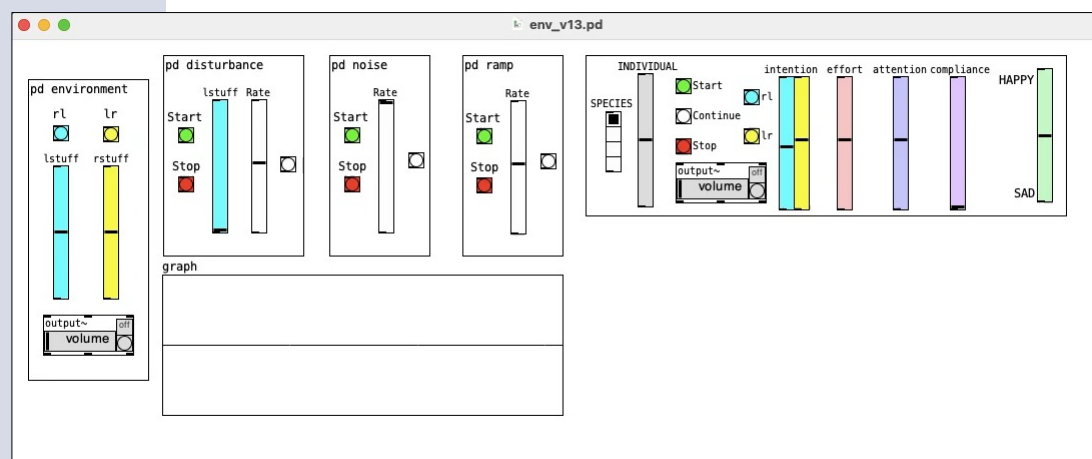 env_v13.pd
pd environment
rl lr
lstuff rstuff
output~ off
volume
pd disturbance
lstuff Rate
Start
Stop
pd noise
Rate
Start
Stop
pd ramp
Rate
Start
Stop
graph
INDIVIDUAL
SPECIES
Start
Continue
Stop
rl
lr
output~ off
volume
intention effort attention compliance
HAPPY
SAD